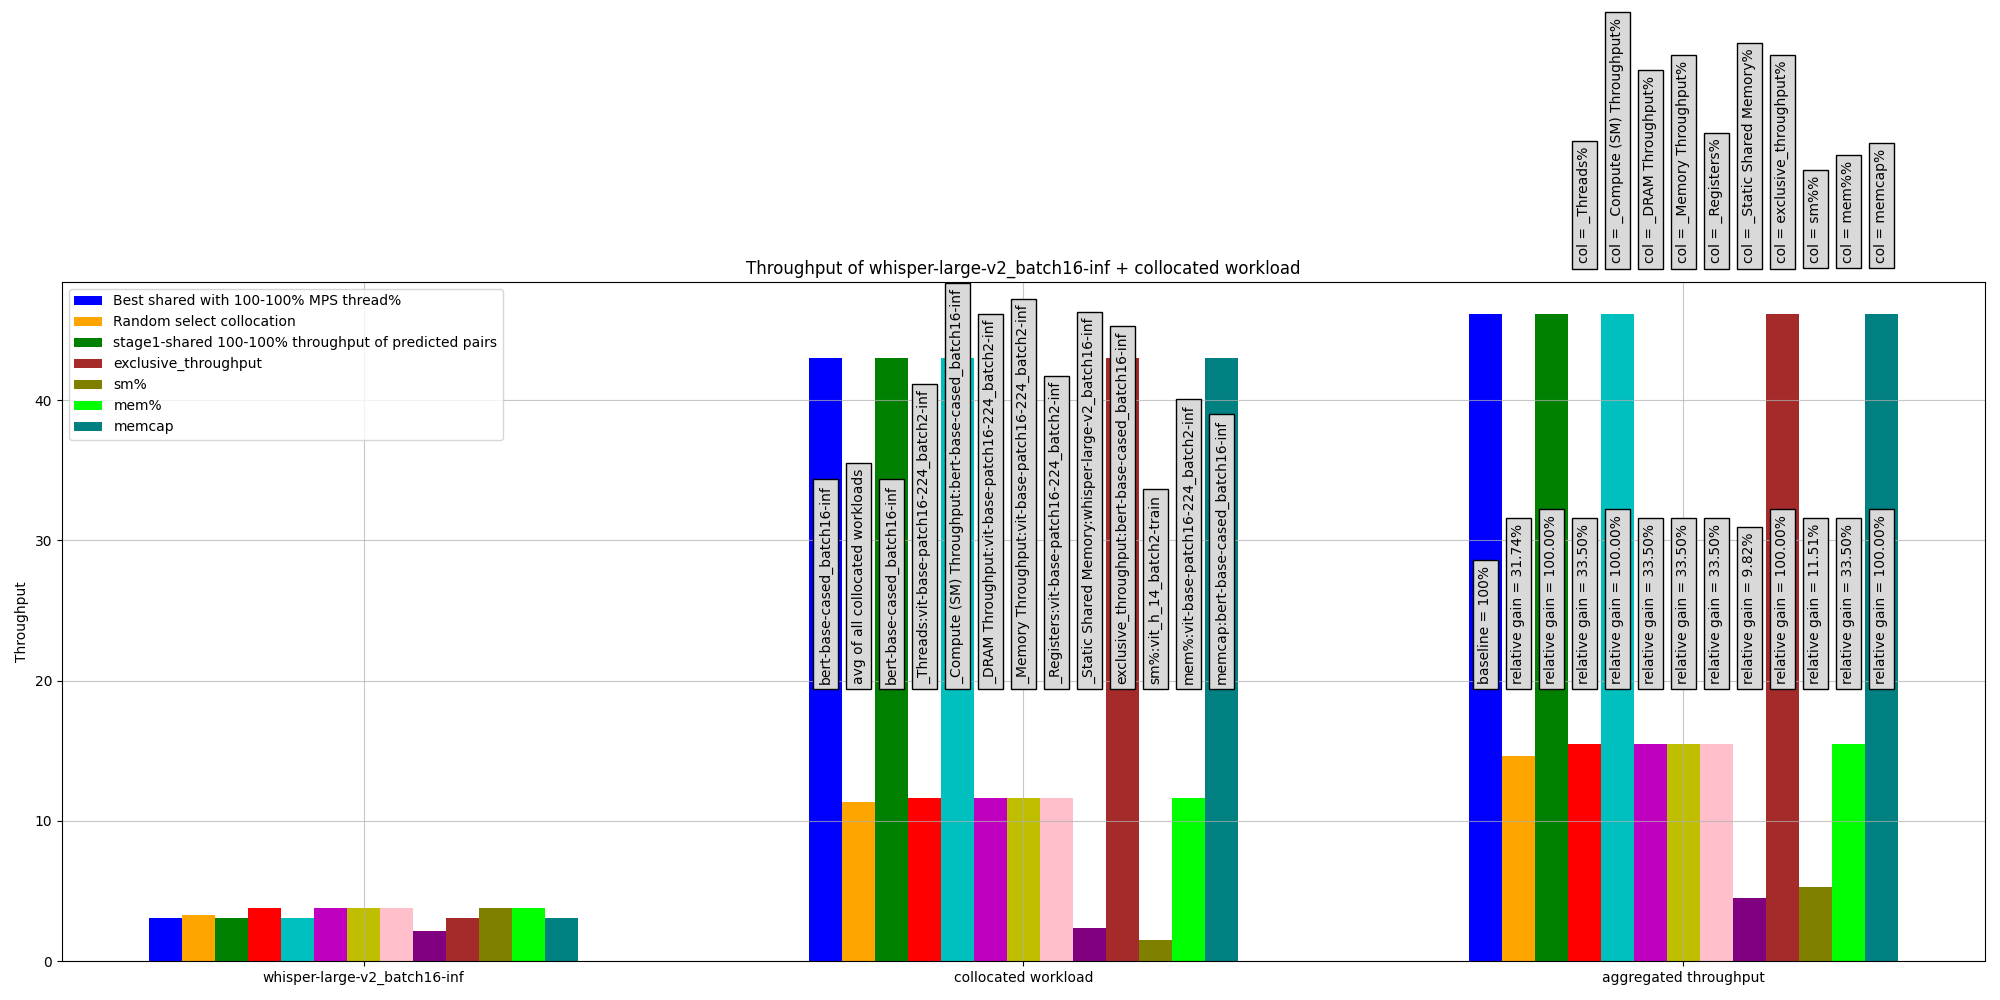 col = _Threads%
col = _Compute (SM) Throughput%
col = _DRAM Throughput%
col = _Memory Throughput%
col = _Registers%
col = _Static Shared Memory%
col = exclusive_throughput%
col = sm%%
col = mem%%
col = memcap%
Throughput of whisper-large-v2_batch16-inf + collocated workload
Best shared with 100-100% MPS thread%
Random select collocation
stage1-shared 100-100% throughput of predicted pairs
exclusive_throughput
sm%
mem%
memcap
Throughput
40
30
20
10
0
bert-base-cased_batch16-inf
avg of all collocated workloads
bert-base-cased_batch16-inf
_Threads:vit-base-patch16-224_batch2-inf
_Compute (SM) Throughput:bert-base-cased_batch16-inf
_DRAM Throughput:vit-base-patch16-224_batch2-inf
_Memory Throughput:vit-base-patch16-224_batch2-inf
_Registers:vit-base-patch16-224_batch2-inf
_Static Shared Memory:whisper-large-v2_batch16-inf
exclusive_throughput:bert-base-cased_batch16-inf
sm%:vit_h_14_batch2-train
mem%:vit-base-patch16-224_batch2-inf
memcap:bert-base-cased_batch16-inf
baseline = 100%
relative gain = 31.74%
relative gain = 100.00%
relative gain = 33.50%
relative gain = 100.00%
relative gain = 33.50%
relative gain = 33.50%
relative gain = 33.50%
relative gain = 9.82%
relative gain = 100.00%
relative gain = 11.51%
relative gain = 33.50%
relative gain = 100.00%
whisper-large-v2_batch16-inf
collocated workload
aggregated throughput